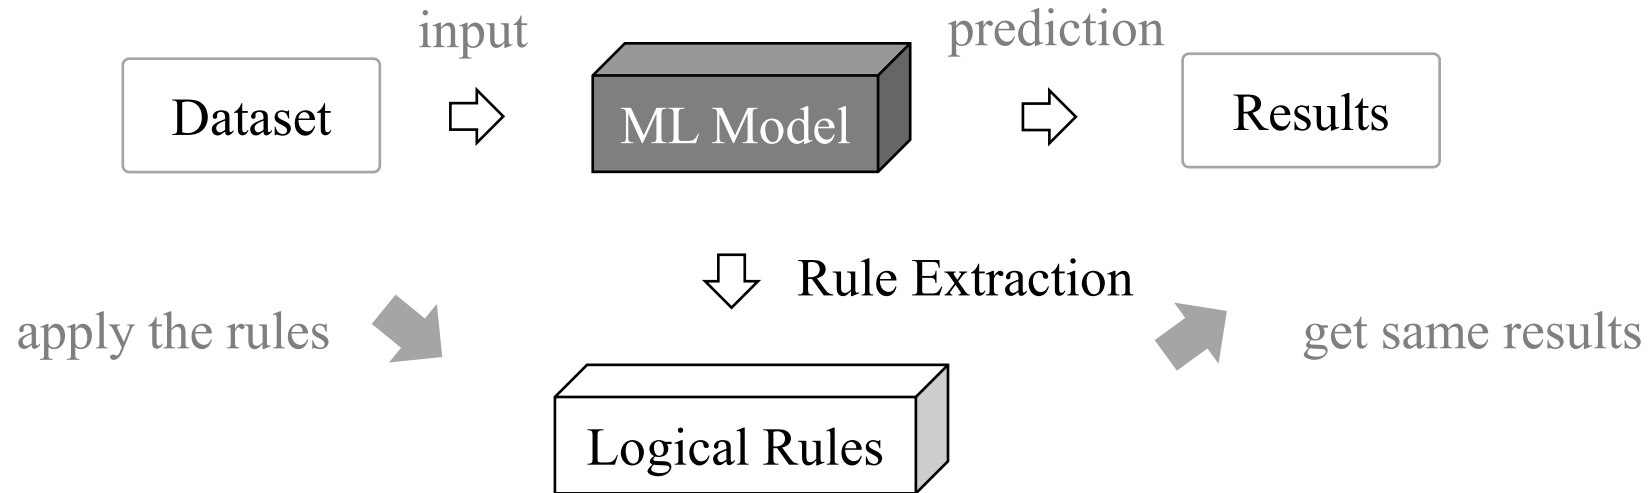 input
prediction
Dataset
ML Model
Results
Rule Extraction
apply the rules
get same results
Logical Rules